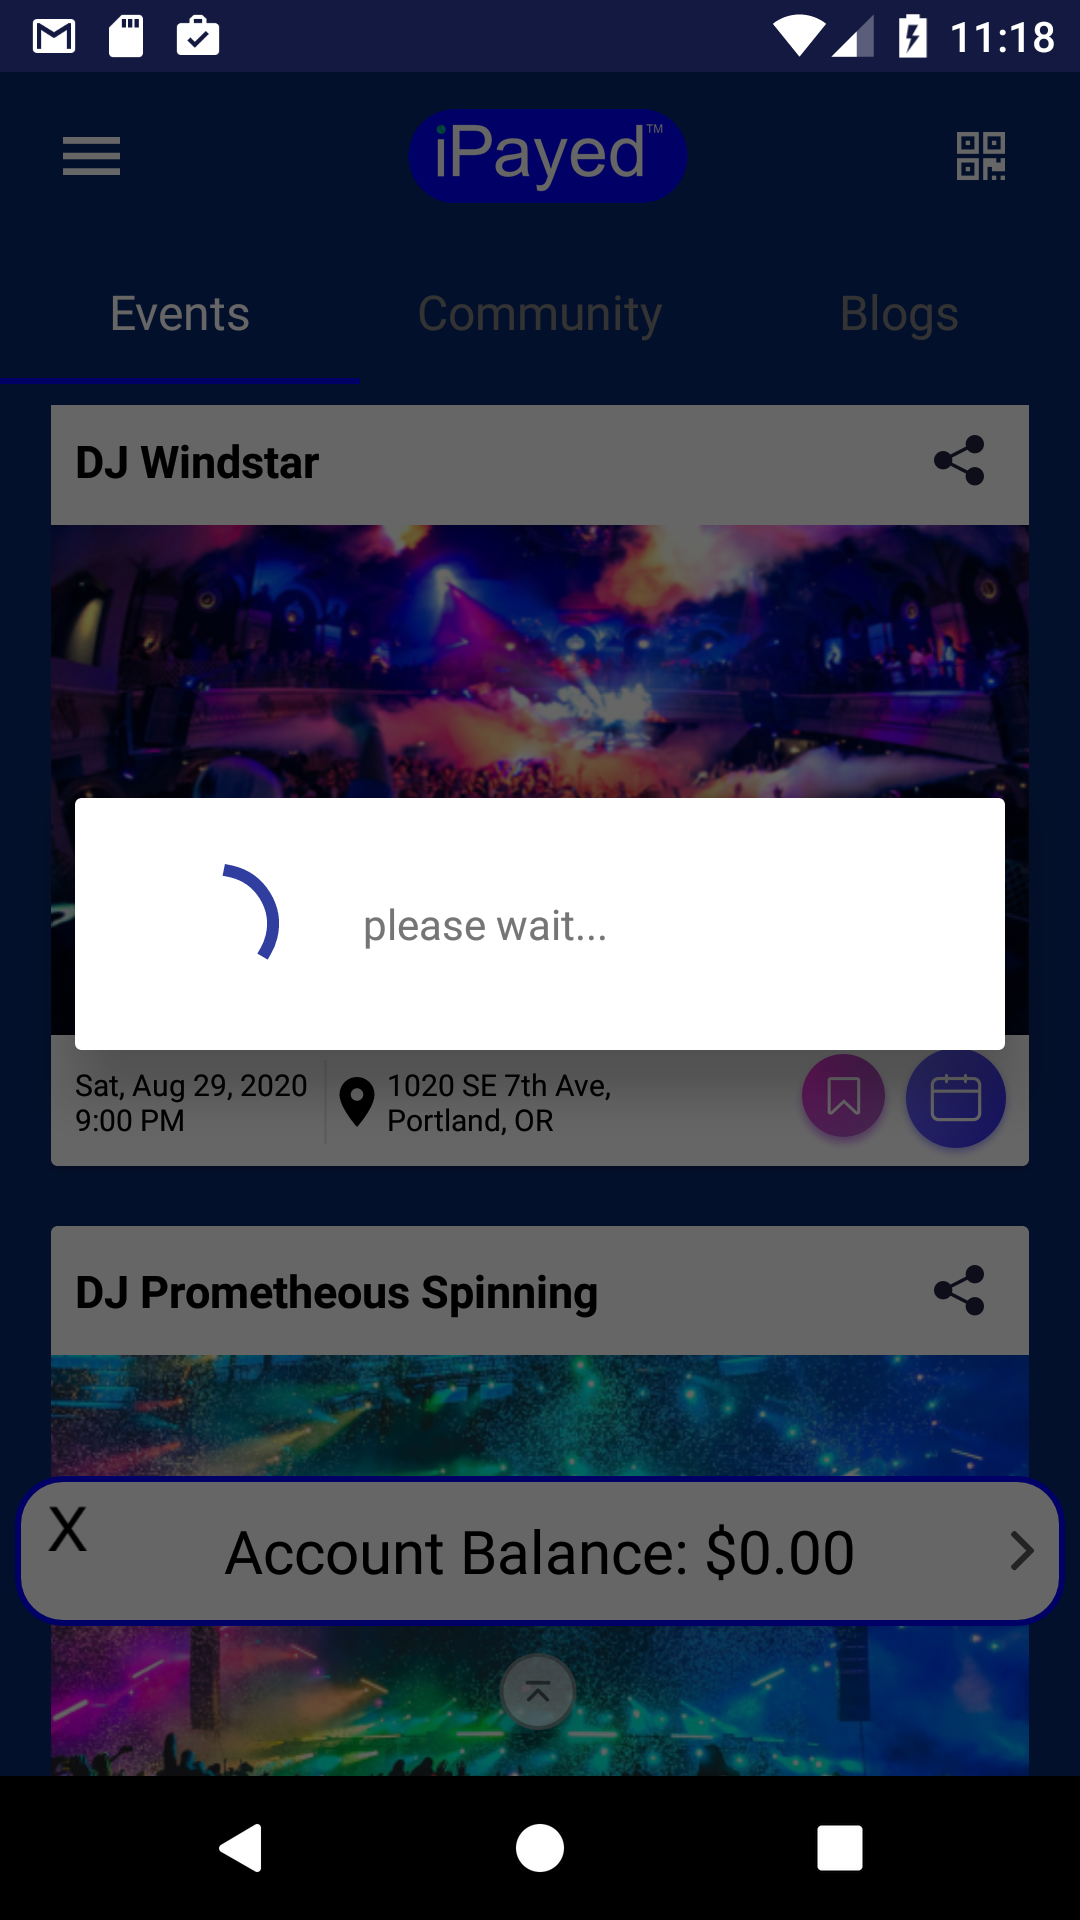 11:18
iPayed™
Events
Community
Blogs
DJ Windstar
please wait...
Sat, Aug 29, 2020
9:00 PM
1020 SE 7th Ave,
Portland, OR
DJ Prometheous Spinning
X
Account Balance: $0.00